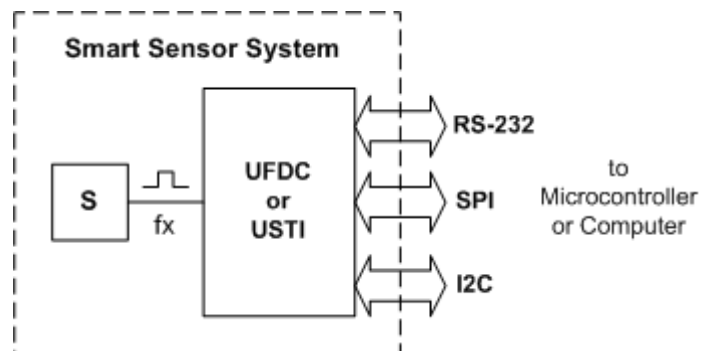 Smart Sensor System
S
fx
UFDC
or
USTI
RS-232
SPI
I2C
to
Microcontroller
or Computer